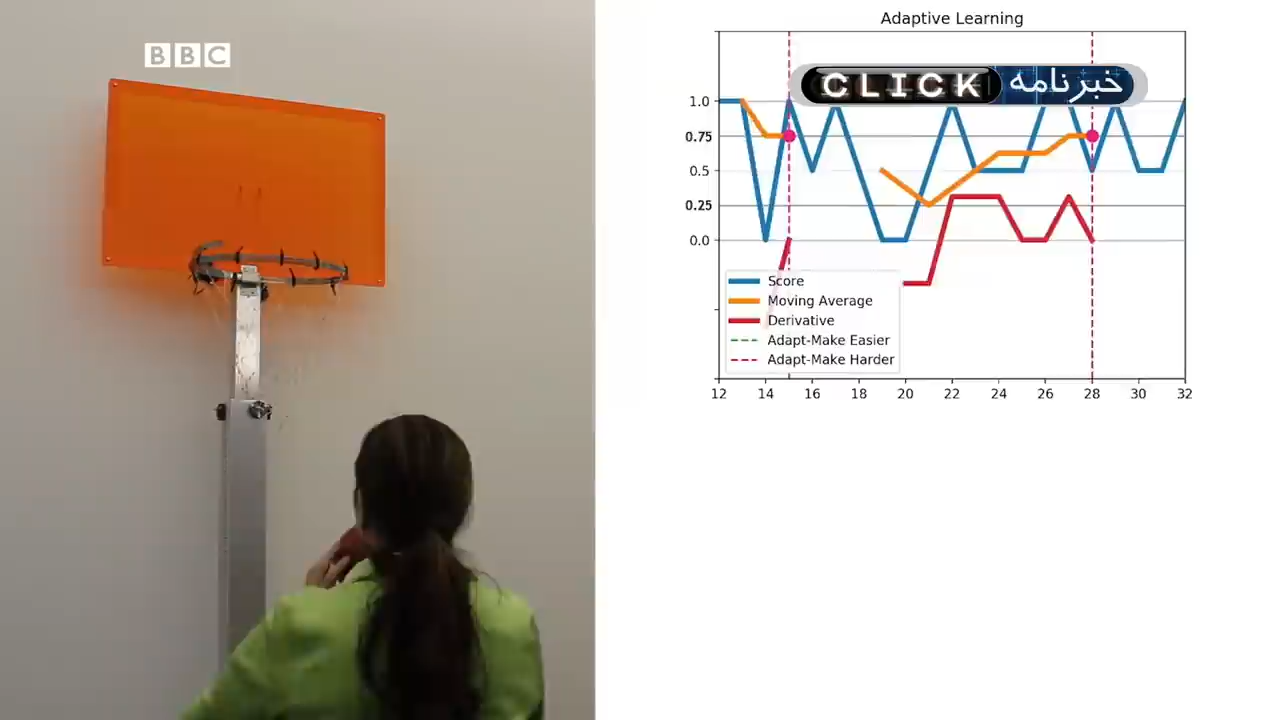 BBC
Adaptive Learning
CLICK خبرنامه
1.0
0.75
0.5
0.25
0.0
Score
Moving Average
Derivative
Adapt-Make Easier
Adapt-Make Harder
12 14 16 18 20 22 24 26 28 30 32